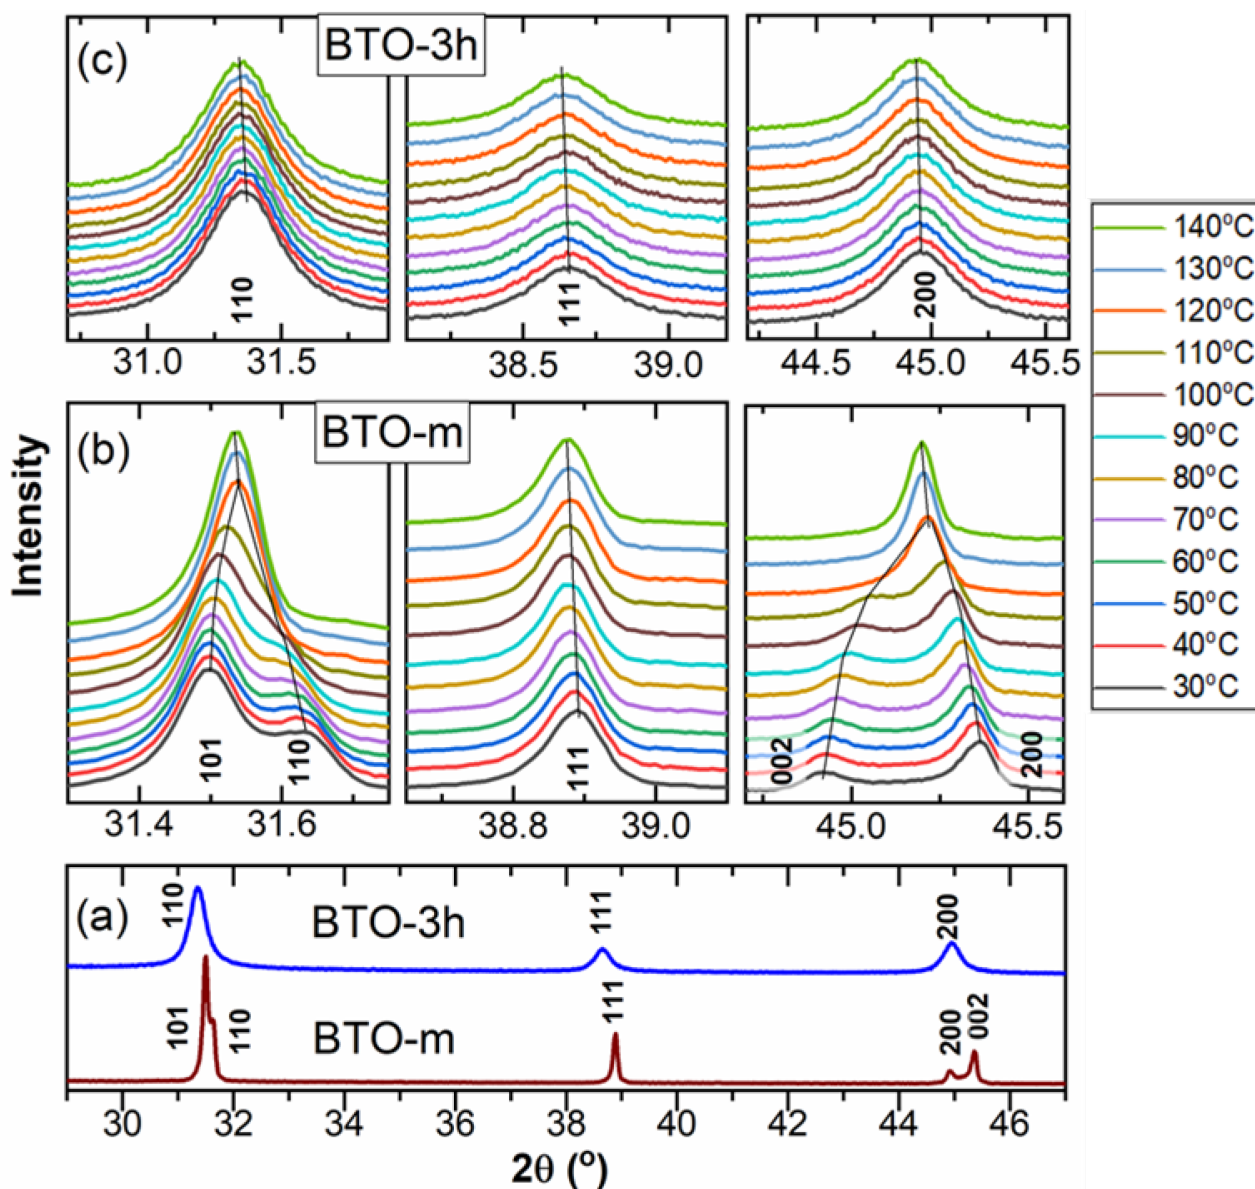 (c)
BTO-3h
110
111
200
31.0 31.5
38.5 39.0
44.5 45.0 45.5
(b)
BTO-m
101
110
111
002
200
31.4 31.6
38.8 39.0
45.0 45.5
140°C
130°C
120°C
110°C
100°C
90°C
80°C
70°C
60°C
50°C
40°C
30°C
Intensity
(a)
110
BTO-3h
111
200
101
110
BTO-m
111
200
002
30 32 34 36 38 40 42 44 46
2θ (°)